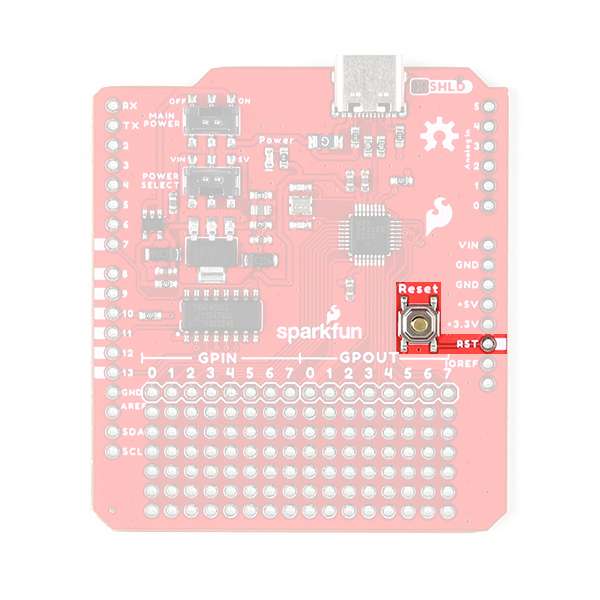 SHLD
RX
TX
2
3
4
5
6
7
8
9
10
11
12
13
GND
AREF
SDA
SCL
OFF ON
MAIN
POWER
VIN 5V
POWER
SELECT
Power
Analog In
5
4
3
2
1
0
VIN
GND
GND
+5V
+3.3V
RST
IOREF
Reset
sparkfun
GPIN GPOUT
0 1 2 3 4 5 6 7 0 1 2 3 4 5 6 7